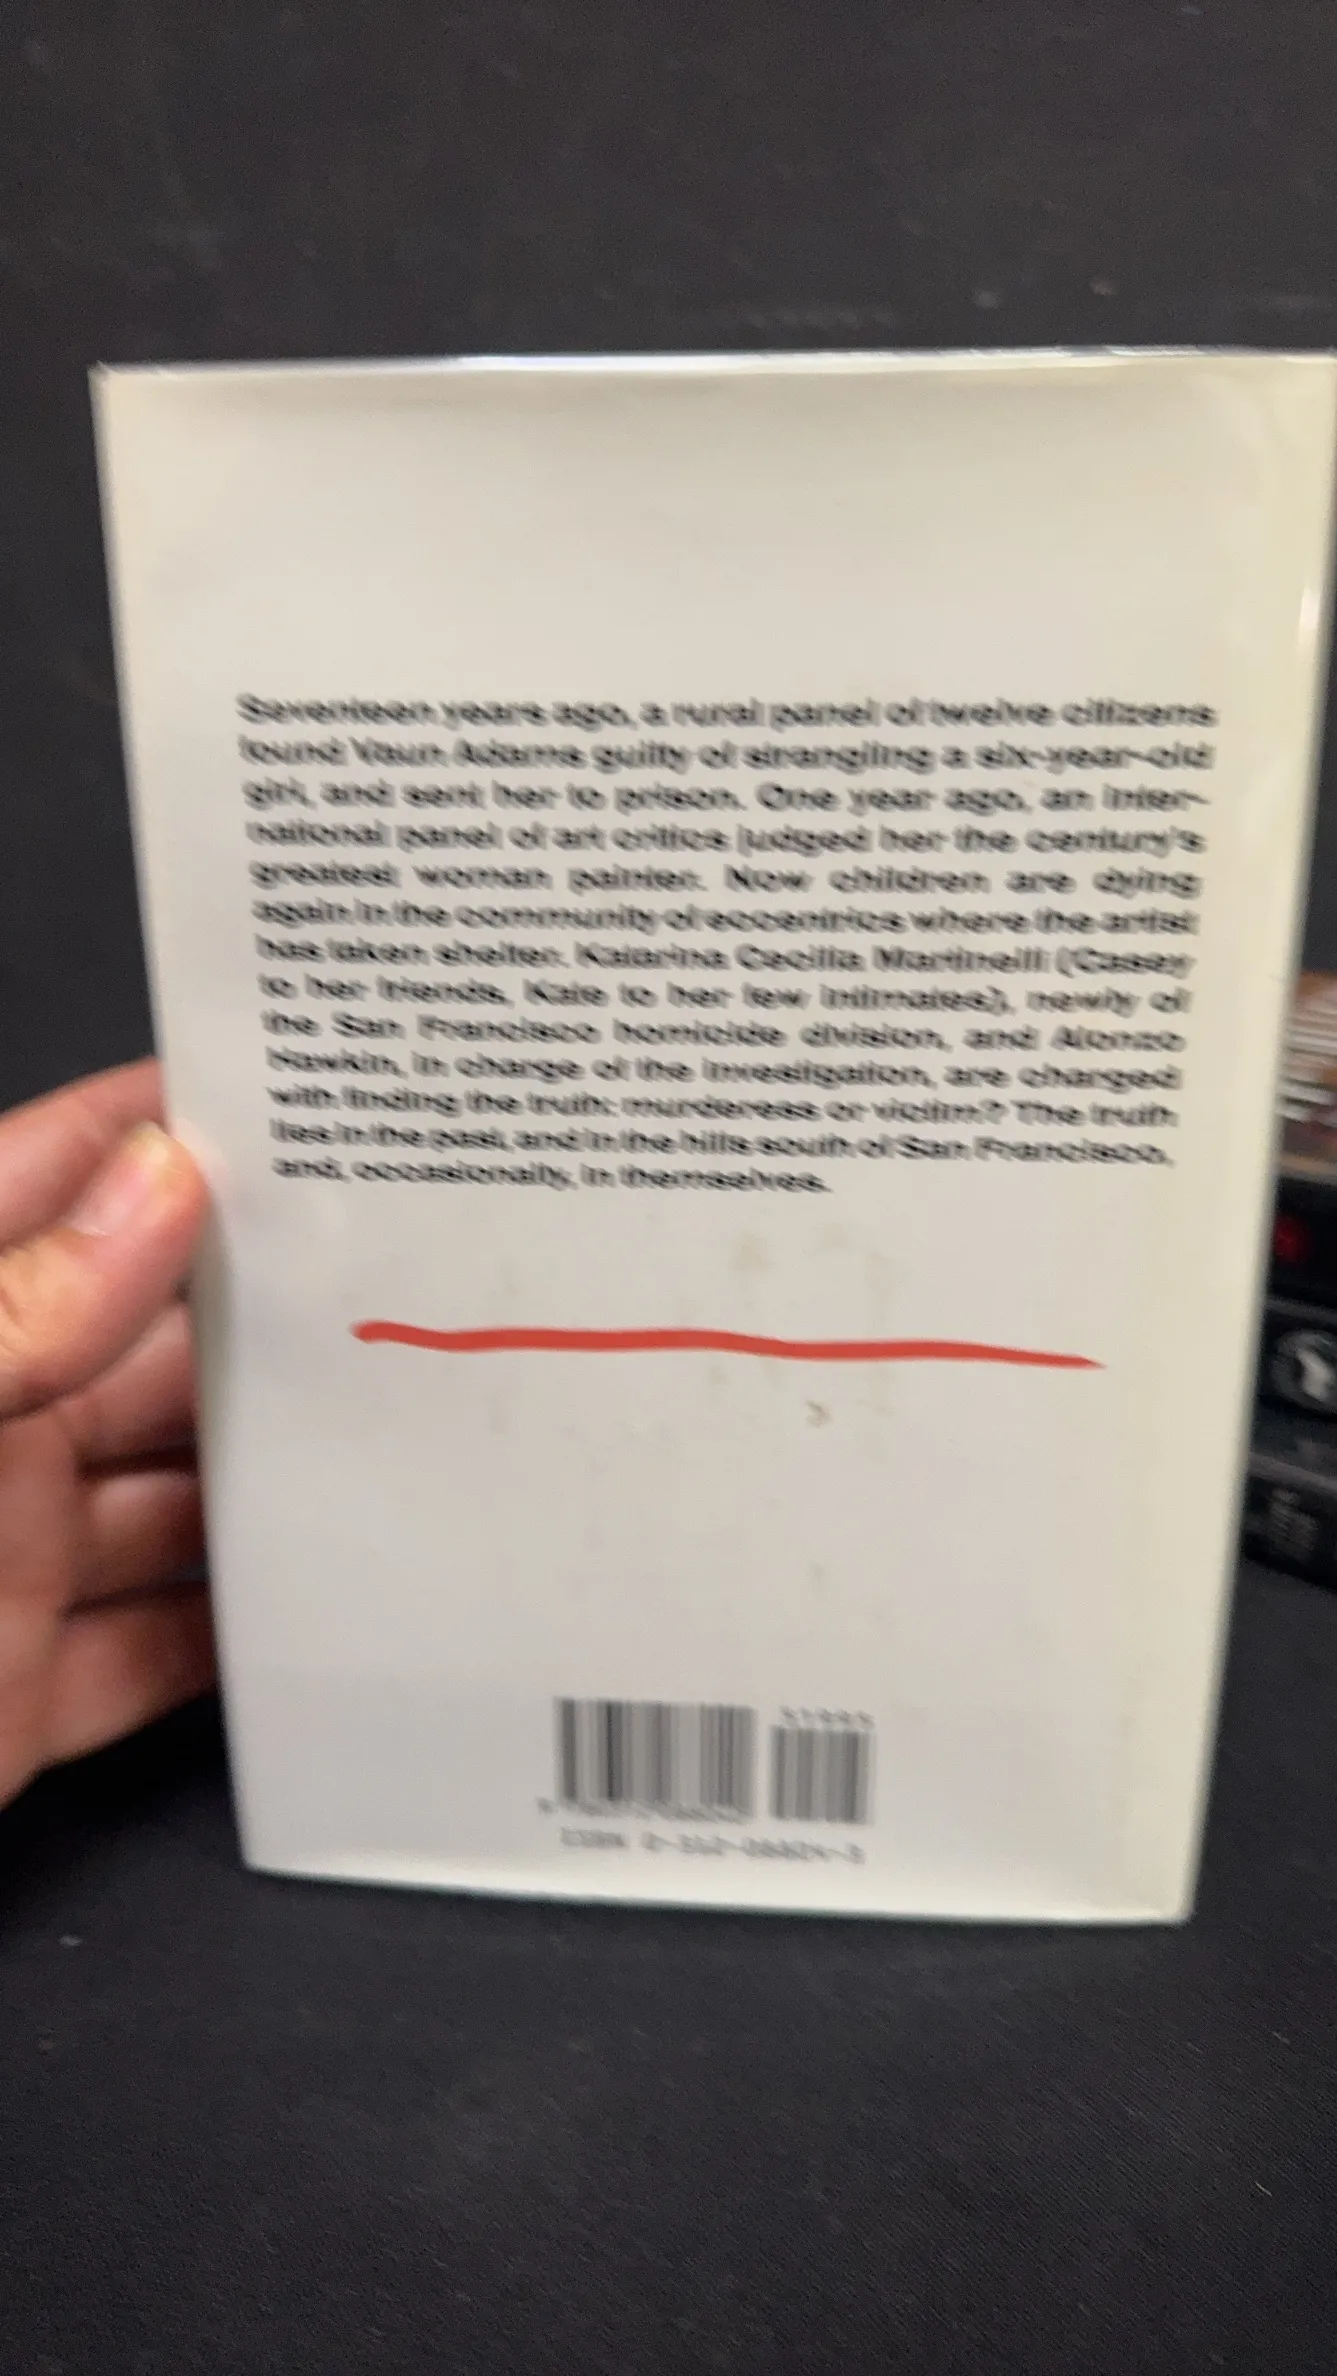 Seventeen years ago, a rural panel of twelve citizens
found Vaun Adams guilty of strangling a six-year-old
girl, and sent her to prison. One year ago, an inter-
national panel of art critics judged her the century's
greatest woman painter. Now children are dying
again in the community of eccentrics where the artist
has taken shelter. Katarina Cecilia Martinelli (Casey
to her friends, Kate to her few intimates), newly of
the San Francisco homicide division, and Alonzo
Hawkin, in charge of the investigation, are charged
with finding the truth: murderess or victim? The truth
lies in the past, and in the hills south of San Francisco,
and, occasionally, in themselves.
ISBN